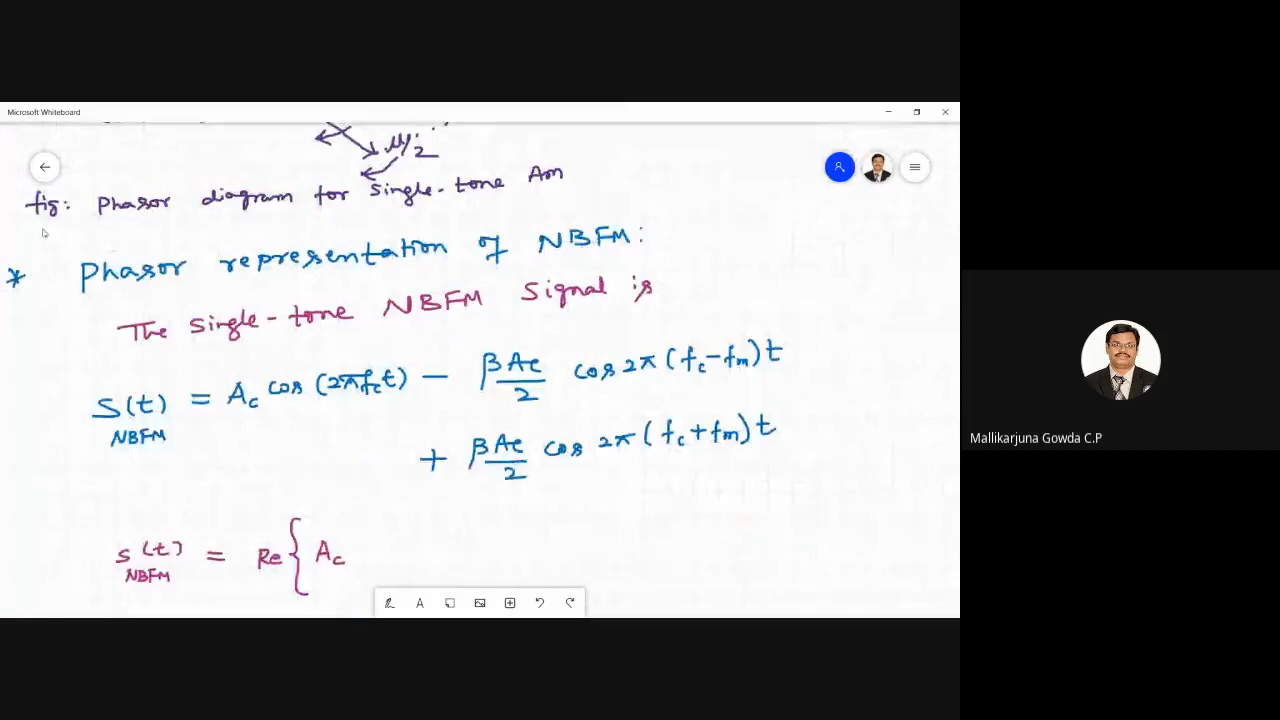 Microsoft Whiteboard
μ/2
fig: Phasor diagram for Single-tone Am
* Phasor representation of NBFM:
The Single-tone NBFM Signal is
S(t) NBFM = Ac cos (2πfct) - βAc/2 cos 2π(fc-fm)t
+ βAc/2 cos 2π(fc+fm)t
S(t) NBFM = Re { Ac
A
Mallikarjuna Gowda C.P